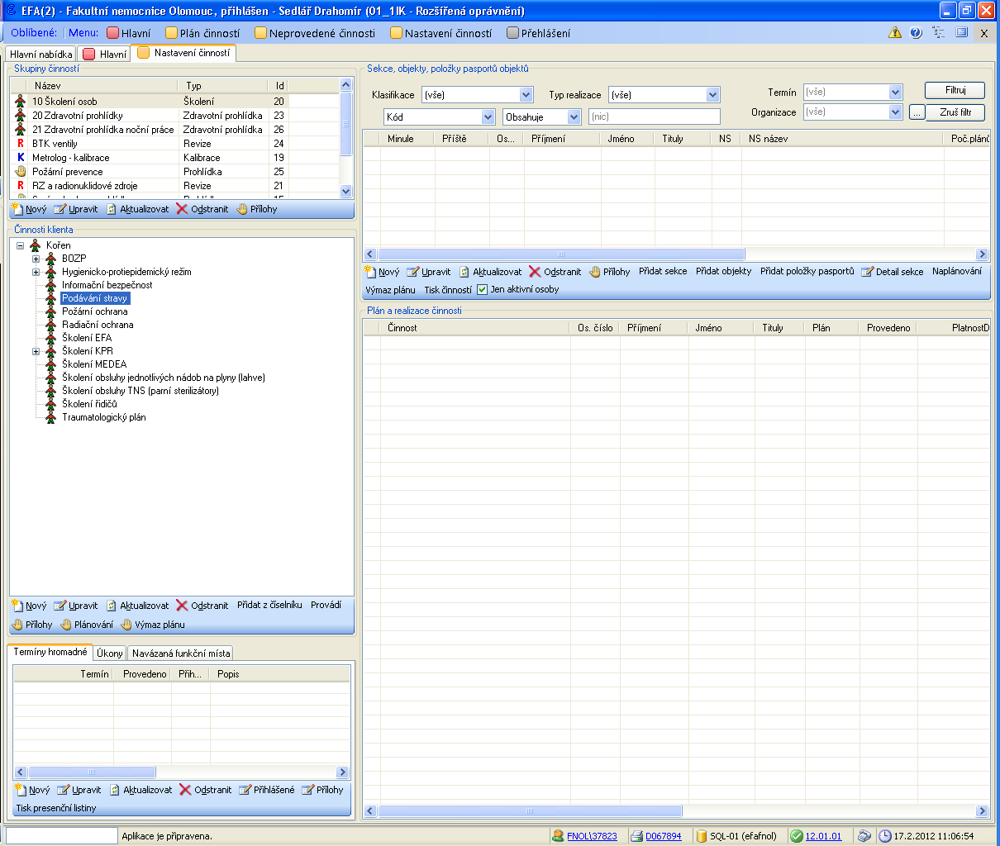 EFA(2) - Fakultní nemocnice Olomouc, přihlášen - Sedlář Drahomír (01_1IK - Rozšířená oprávnění)
Oblíbené: Menu: Hlavní Plán činností Neprovedené činnosti Nastavení činností Přehlášení X
Hlavní nabídka Hlavní Nastavení činností
Skupiny činností
Název Typ Id
10 Školení osob Školení 20
20 Zdravotní prohlídky Zdravotní prohlídka 23
21 Zdravotní prohlídka noční práce Zdravotní prohlídka 26
R BTK ventily Revize 24
K Metrolog - kalibrace Kalibrace 19
Požární prevence Prohlídka 25
R RZ a radionuklidové zdroje Revize 21
Nový Upravit Aktualizovat Odstranit Přílohy
Činnosti klienta
Kořen
BOZP
Hygienicko-protiepidemický režim
Informační bezpečnost
Podávání stravy
Požární ochrana
Radiační ochrana
Školení EFA
Školení KPR
Školení MEDEA
Školení obsluhy jednotlivých nádob na plyny (lahve)
Školení obsluhy TNS (parní sterilizátory)
Školení řidičů
Traumatologický plán
Nový Upravit Aktualizovat Odstranit Přidat z číselníku Provádí
Přílohy Plánování Výmaz plánu
Termíny hromadné Úkony Navázaná funkční místa
Termín Provedeno Přih... Popis
Nový Upravit Aktualizovat Odstranit Přihlášené Přílohy
Tisk presenční listiny
Sekce, objekty, položky pasportů objektů
Klasifikace (vše) Typ realizace (vše) Termín (vše) Filtruj
Kód Obsahuje (nic) Organizace (vše) ... Zruš filtr
Minule Příště Os... Příjmení Jméno Tituly NS NS název Poč.plánů
Nový Upravit Aktualizovat Odstranit Přílohy Přidat sekce Přidat objekty Přidat položky pasportů Detail sekce Naplánování
Výmaz plánu Tisk činností Jen aktivní osoby
Plán a realizace činnosti
Činnost Os. číslo Příjmení Jméno Tituly Plán Provedeno PlatnostD
Aplikace je připravena. FNOL\37823 D067894 SQL-01 (efafnol) 12.01.01 17.2.2012 11:06:54